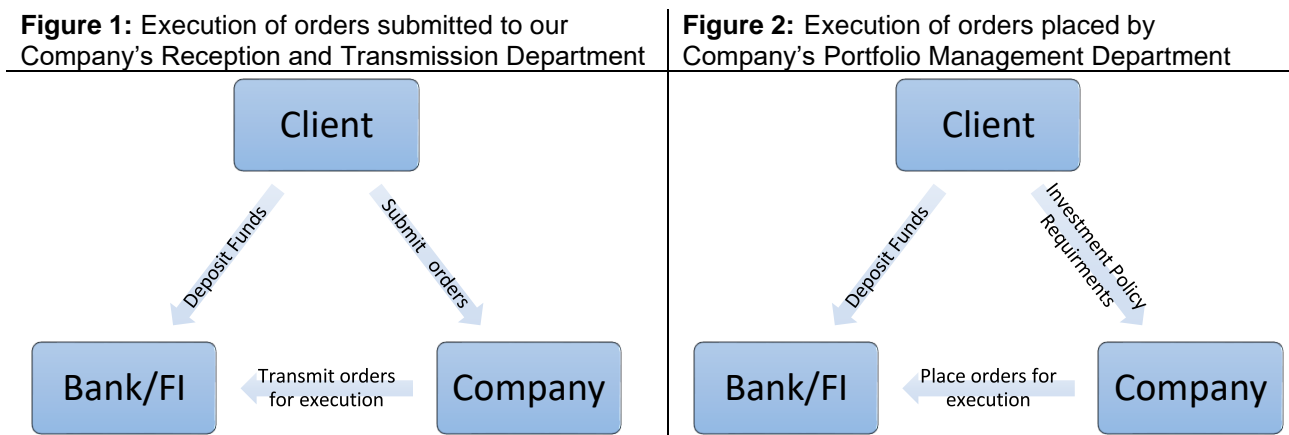 Figure 1: Execution of orders submitted to our
Company's Reception and Transmission Department
Client
Deposit Funds
Submit orders
Bank/FI
Transmit orders
for execution
Company
Figure 2: Execution of orders placed by
Company's Portfolio Management Department
Client
Deposit Funds
Investment Policy
Requirments
Bank/FI
Place orders for
execution
Company